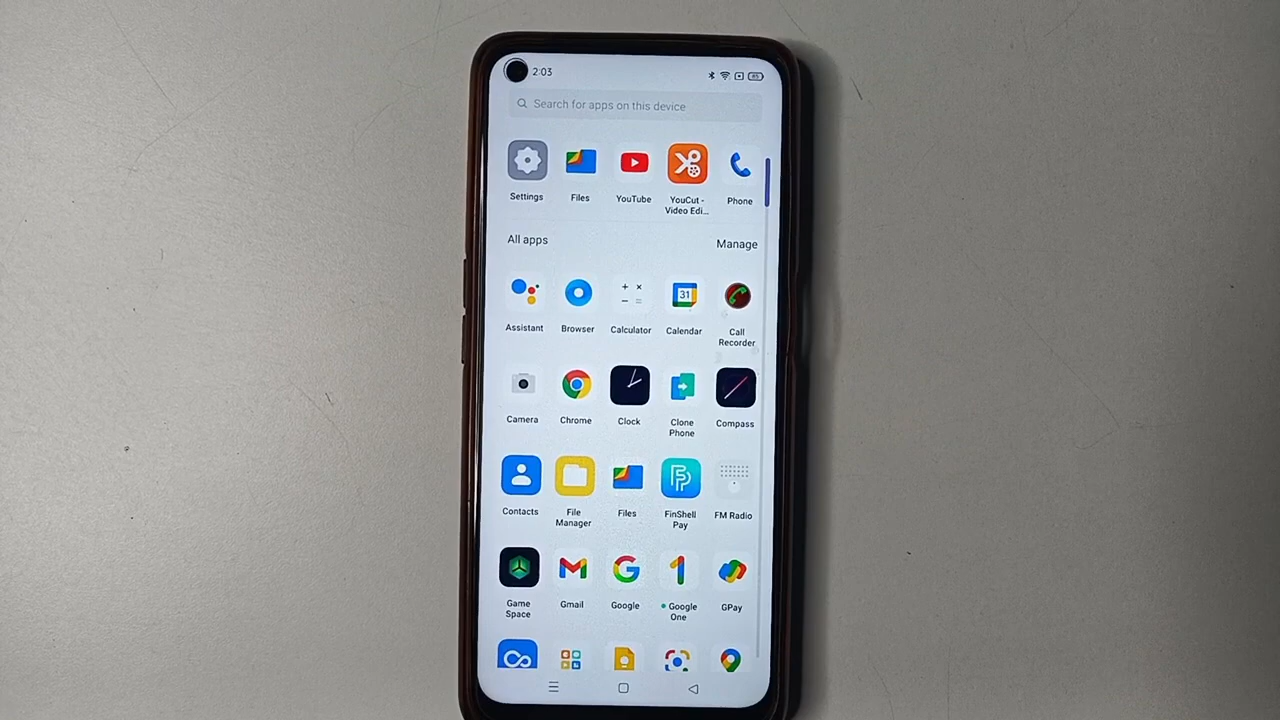 2:03
85
Search for apps on this device
Settings
Files
YouTube
YouCut -
Video Edi...
Phone
All apps
Manage
31
Assistant
Browser
Calculator
Calendar
Call
Recorder
Camera
Chrome
Clock
Clone
Phone
Compass
Contacts
File
Manager
Files
FinShell
Pay
FM Radio
Game
Space
Gmail
Google
Google
One
GPay